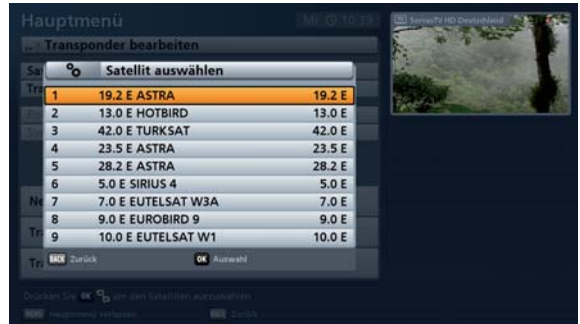 Hauptmenü
Mi. 10:39
ServusTV HD Deutschland
... Transponder bearbeiten
Satellit auswählen
1 19.2 E ASTRA 19.2 E
2 13.0 E HOTBIRD 13.0 E
3 42.0 E TURKSAT 42.0 E
4 23.5 E ASTRA 23.5 E
5 28.2 E ASTRA 28.2 E
6 5.0 E SIRIUS 4 5.0 E
7 7.0 E EUTELSAT W3A 7.0 E
8 9.0 E EUROBIRD 9 9.0 E
9 10.0 E EUTELSAT W1 10.0 E
BACK Zurück OK Auswahl
Drücken Sie OK um den Satelliten auszuwählen
MENU Hauptmenü verlassen BACK Zurück